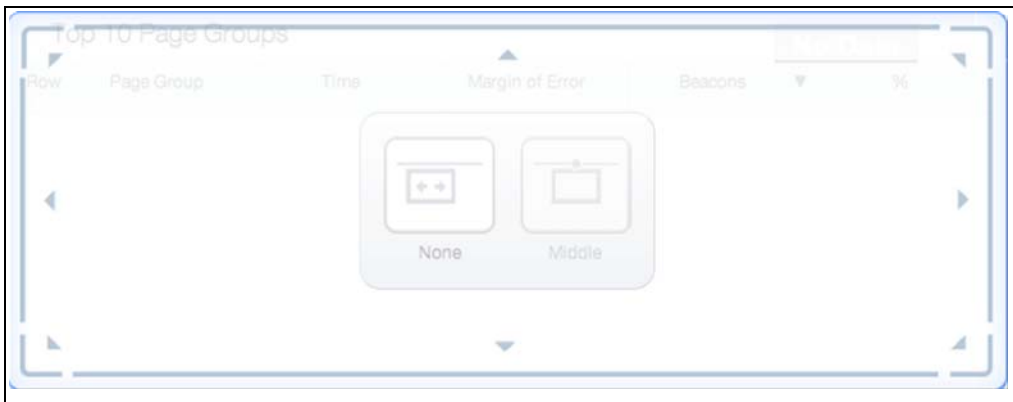 Top 10 Page Groups
Row Page Group Time Margin of Error Beacons ▼ %
None Middle